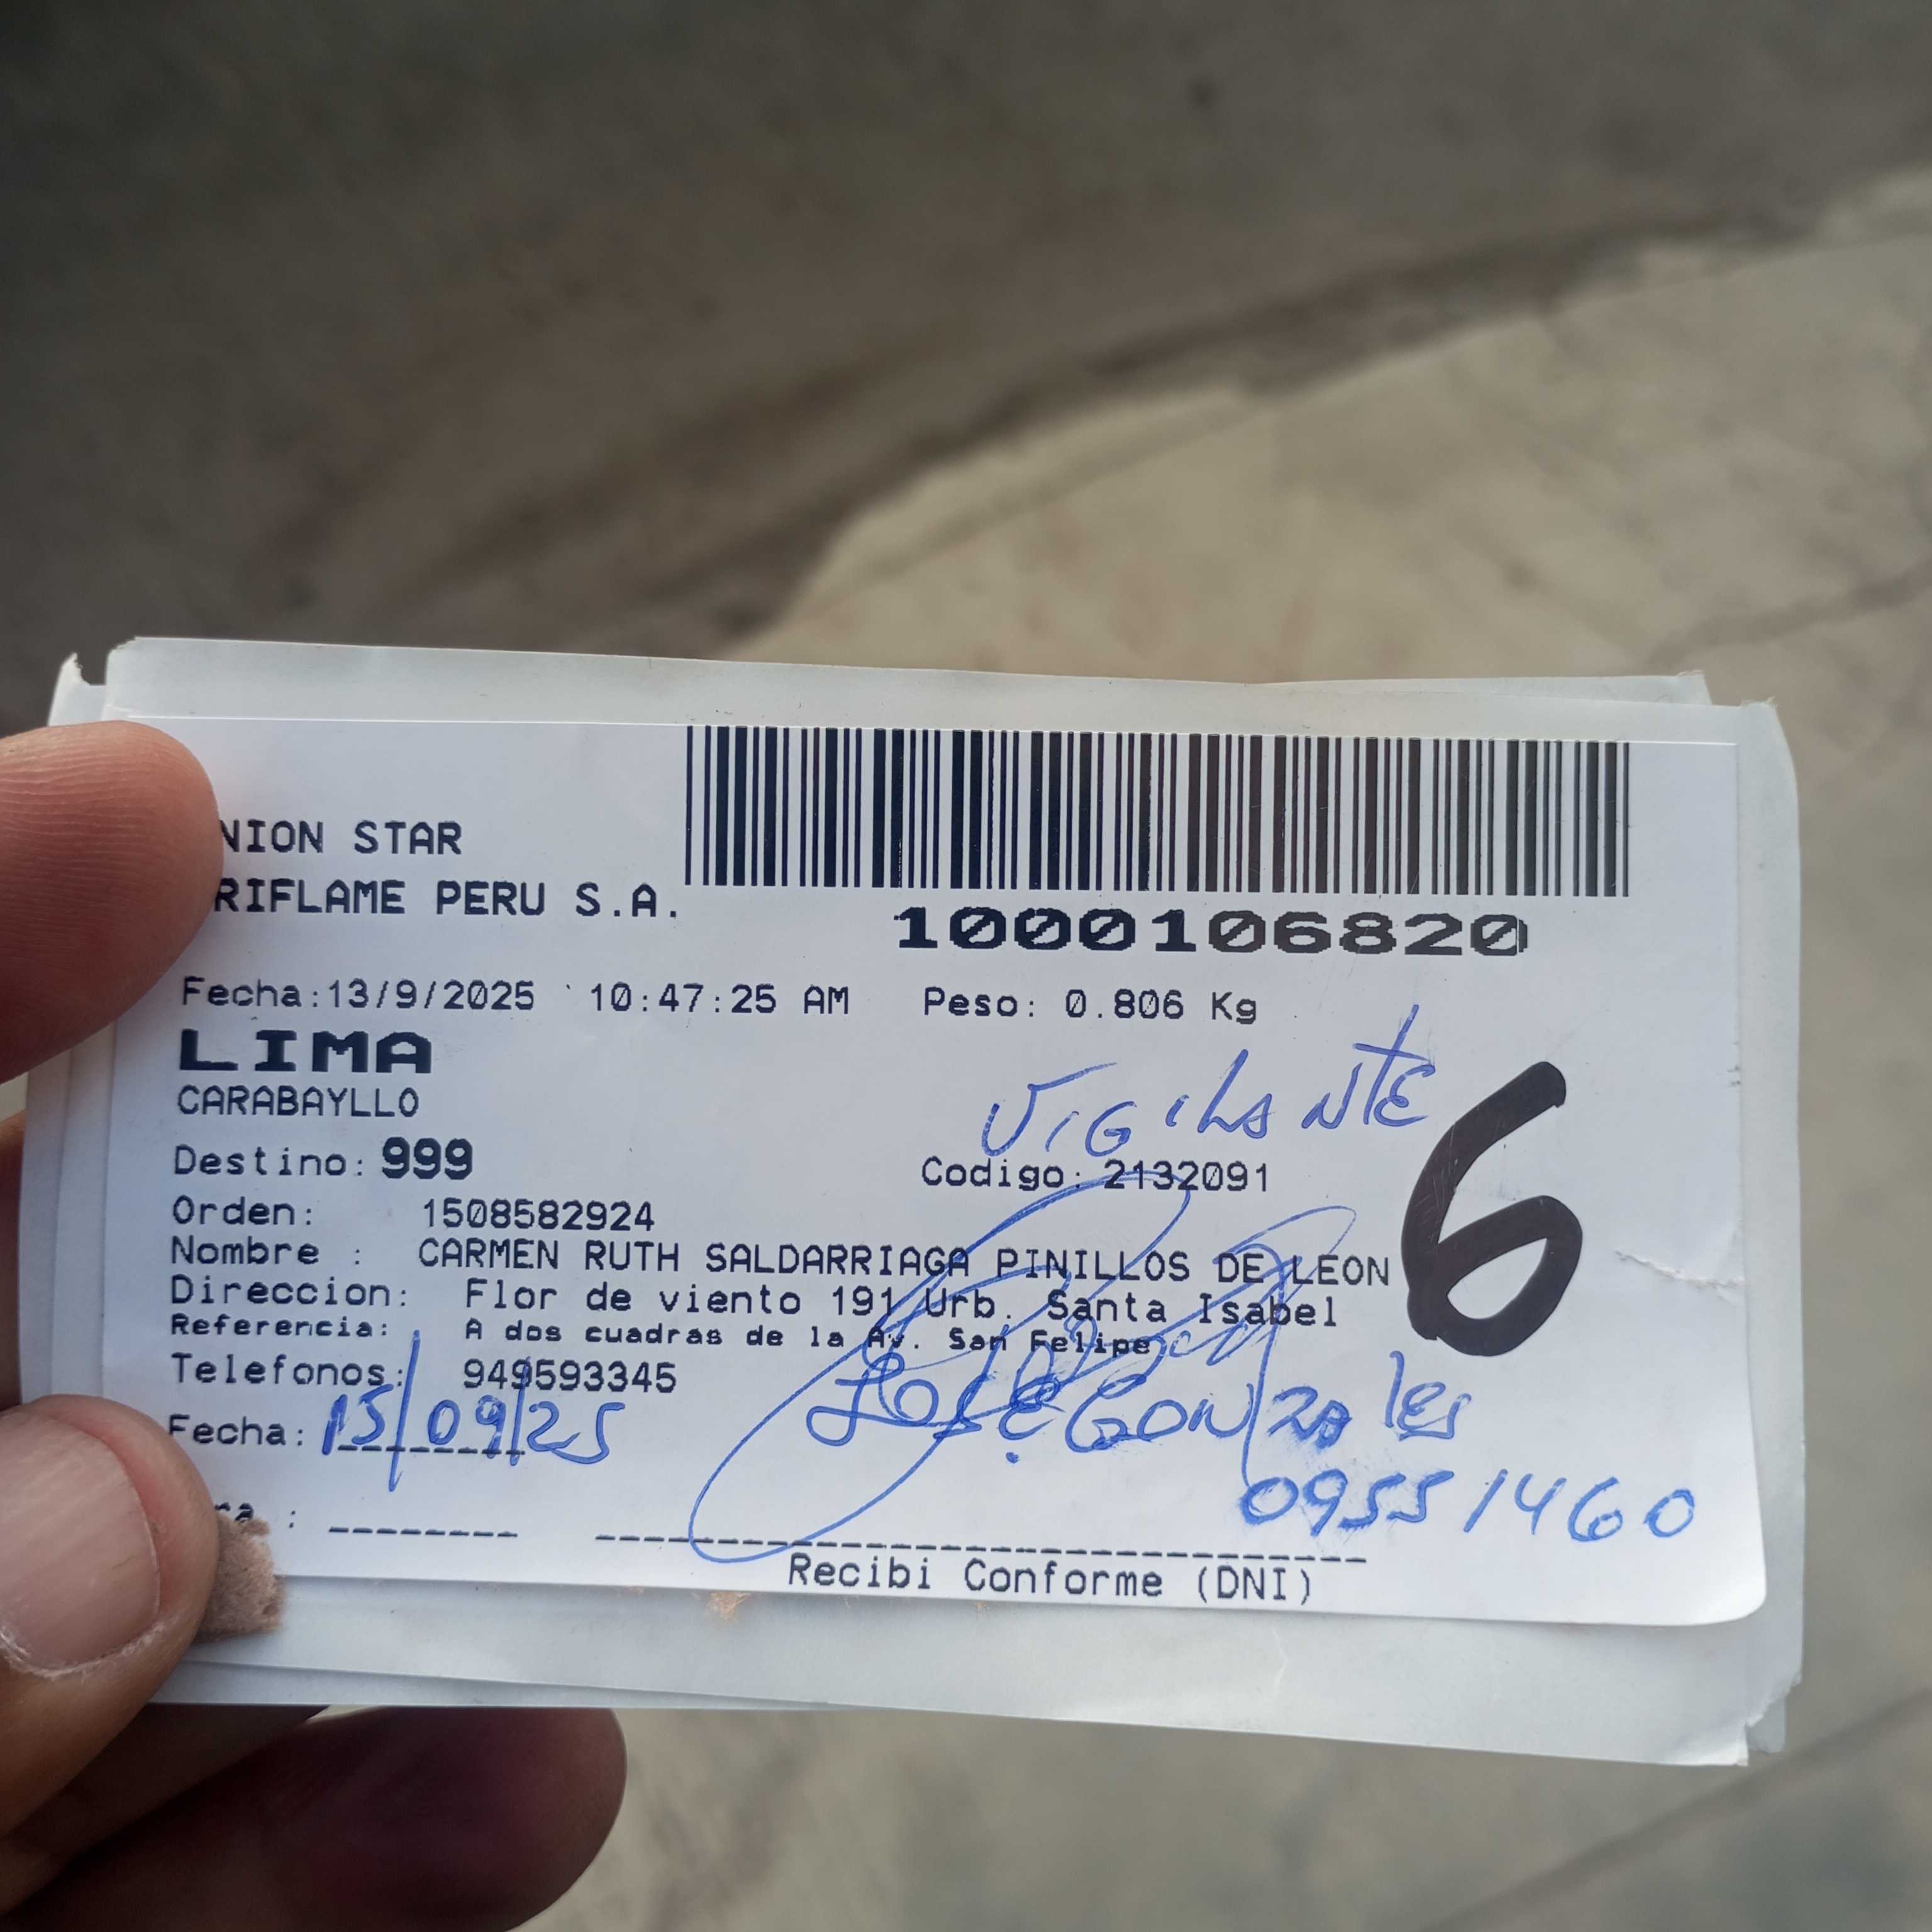 NION STAR
RIFLAME PERU S.A.
1000106820
Fecha:13/9/2025 10:47:25 AM Peso: 0.806 Kg
LIMA
CARABAYLLO
VIGILANTE
6
Destino: 999 Codigo: 2132091
Orden: 1508582924
Nombre : CARMEN RUTH SALDARRIAGA PINILLOS DE LEON
Direccion: Flor de viento 191 Urb. Santa Isabel
Referencia: A dos cuadras de la Av. San Felipe
Telefonos: 949593345
Fecha: 15/09/25 Jose Gonzales
09551460
ra :
Recibi Conforme (DNI)